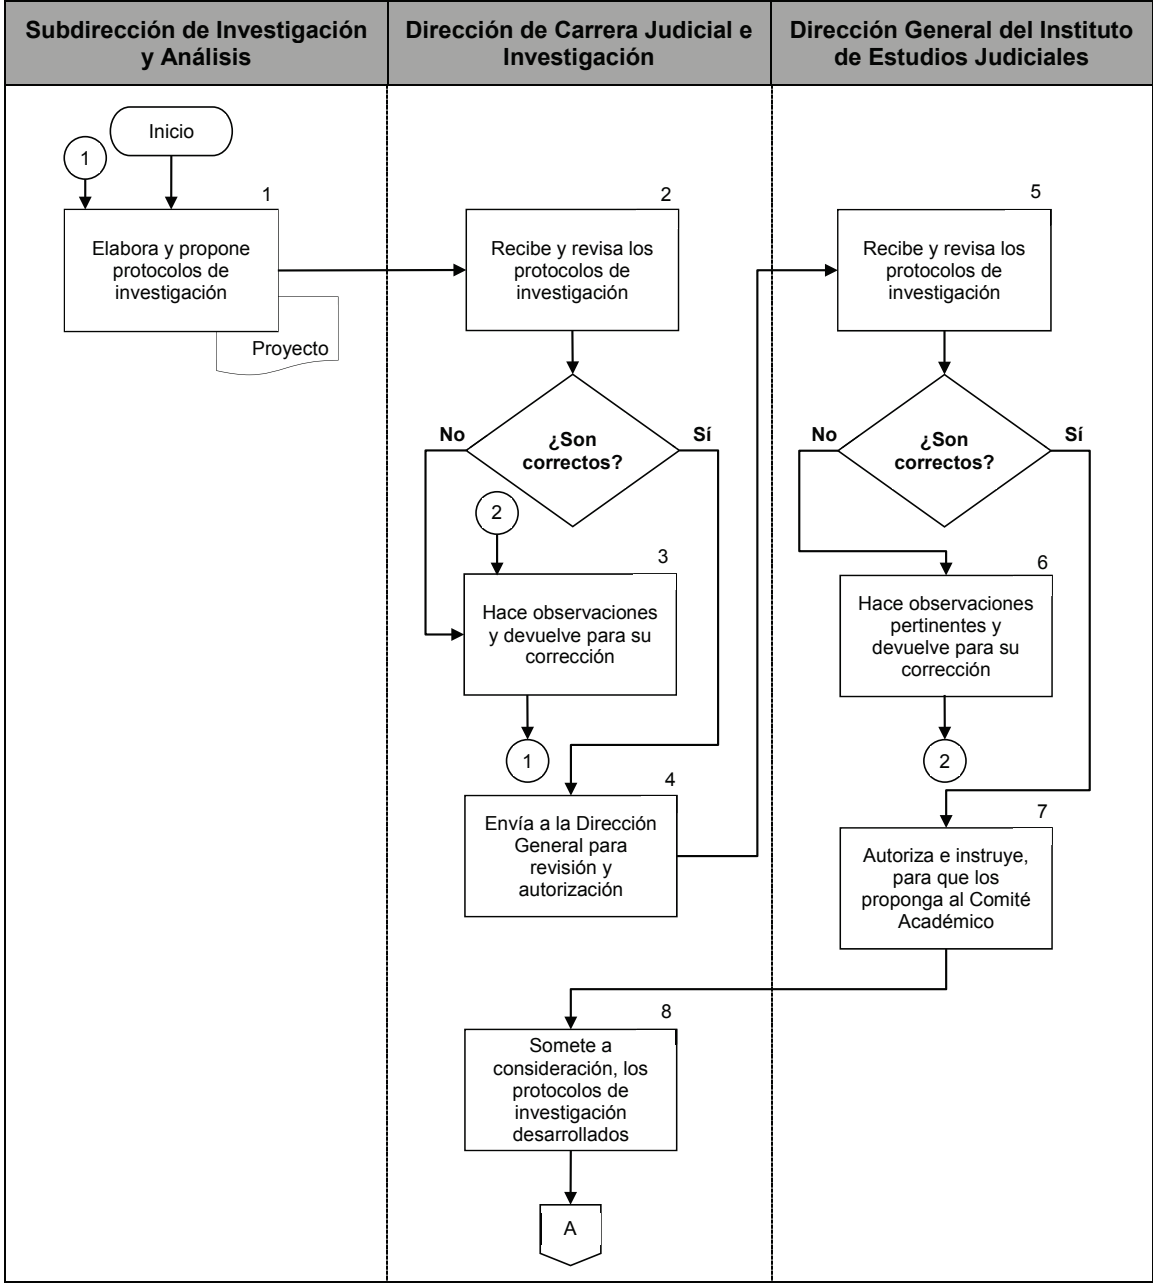 Subdirección de Investigación
y Análisis
Dirección de Carrera Judicial e
Investigación
Dirección General del Instituto
de Estudios Judiciales
Inicio
1
1
Elabora y propone
protocolos de
investigación
Proyecto
2
Recibe y revisa los
protocolos de
investigación
No
¿Son
correctos?
Sí
2
3
Hace observaciones
y devuelve para su
corrección
1
4
Envía a la Dirección
General para
revisión y
autorización
5
Recibe y revisa los
protocolos de
investigación
No
¿Son
correctos?
Sí
6
Hace observaciones
pertinentes y
devuelve para su
corrección
2
7
Autoriza e instruye,
para que los
proponga al Comité
Académico
8
Somete a
consideración, los
protocolos de
investigación
desarrollados
A